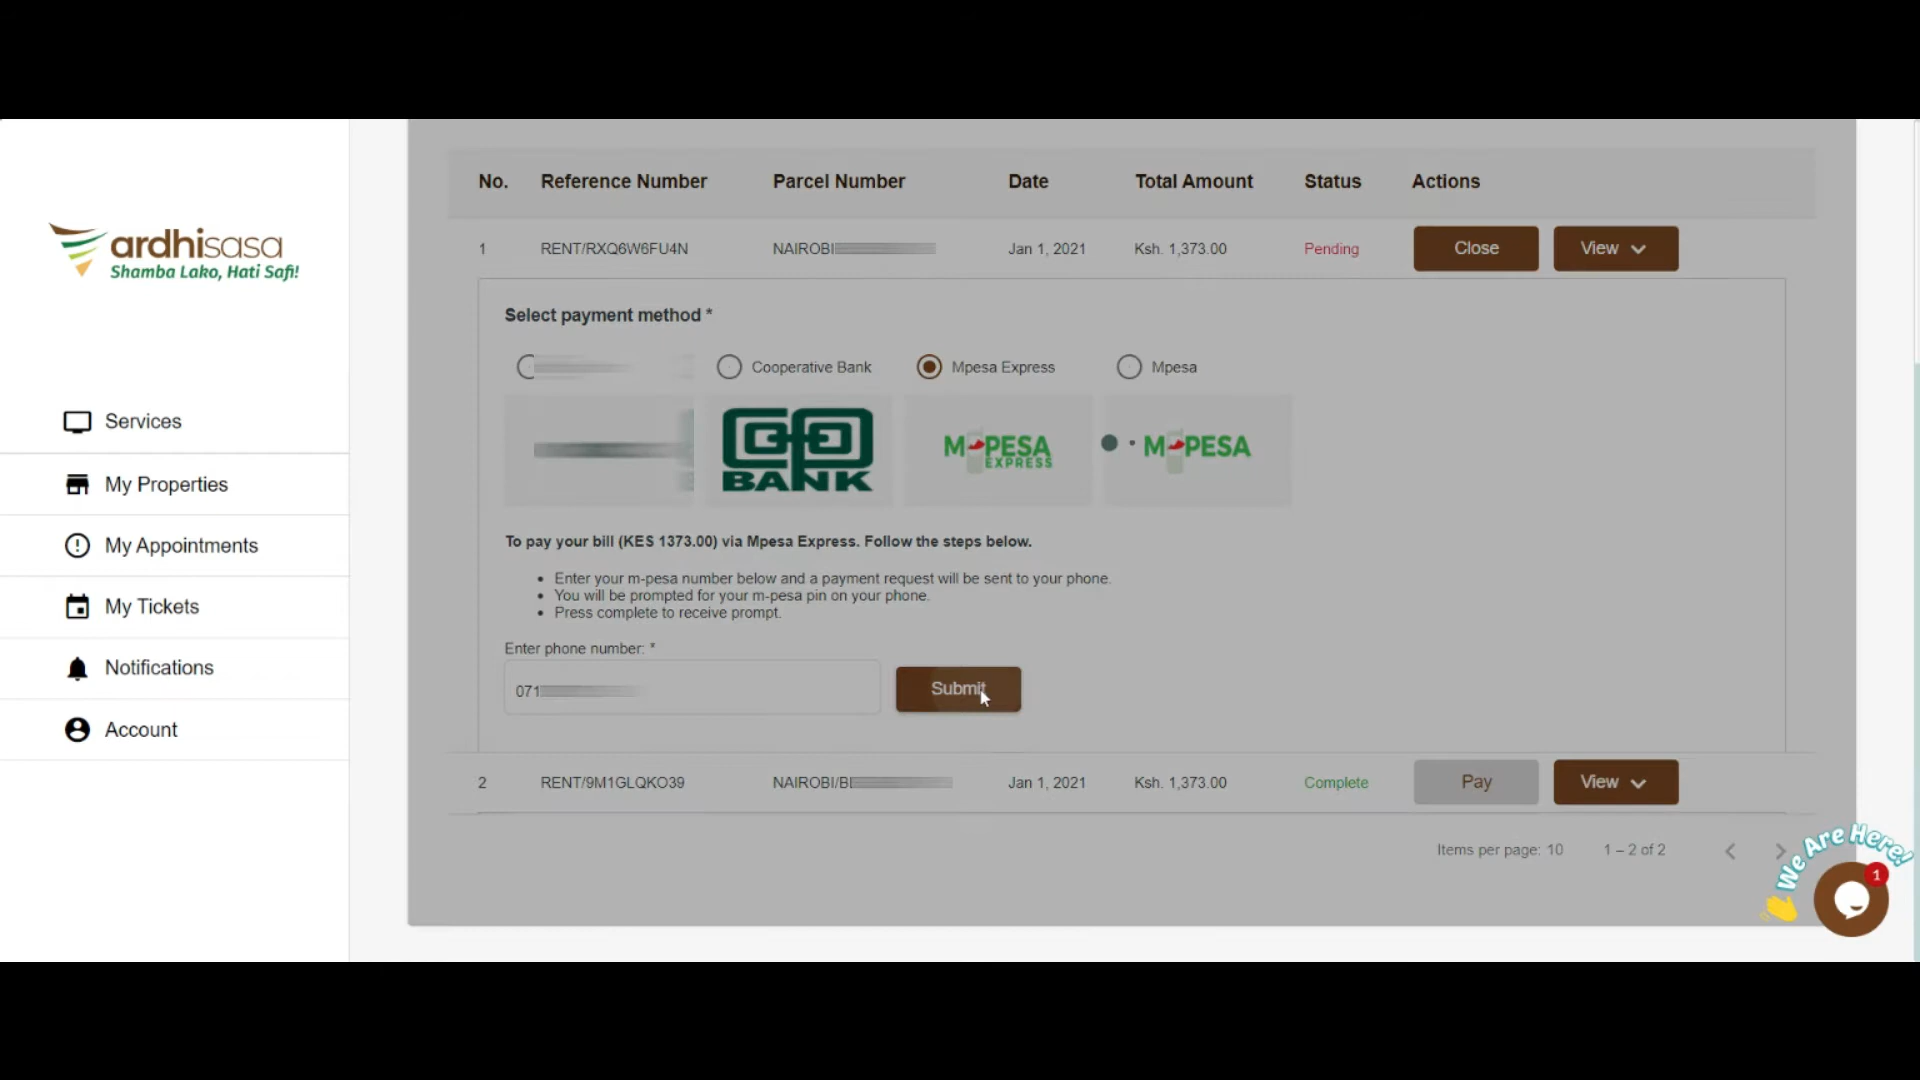 ardhisasa
Shamba Lako, Hati Safi!
Services
My Properties
My Appointments
My Tickets
Notifications
Account
No. Reference Number Parcel Number Date Total Amount Status Actions
1 RENT/RXQ6W6FU4N NAIROBI Jan 1, 2021 Ksh. 1,373.00 Pending Close View
Select payment method *
Cooperative Bank Mpesa Express Mpesa
BANK
M-PESA
EXPRESS
M-PESA
To pay your bill (KES 1373.00) via Mpesa Express. Follow the steps below.
• Enter your m-pesa number below and a payment request will be sent to your phone.
• You will be prompted for your m-pesa pin on your phone.
• Press complete to receive prompt.
Enter phone number: *
071 Submit
2 RENT/9M1GLQKO39 NAIROBI/B Jan 1, 2021 Ksh. 1,373.00 Complete Pay View
Items per page: 10 1 – 2 of 2
We Are Here!
1